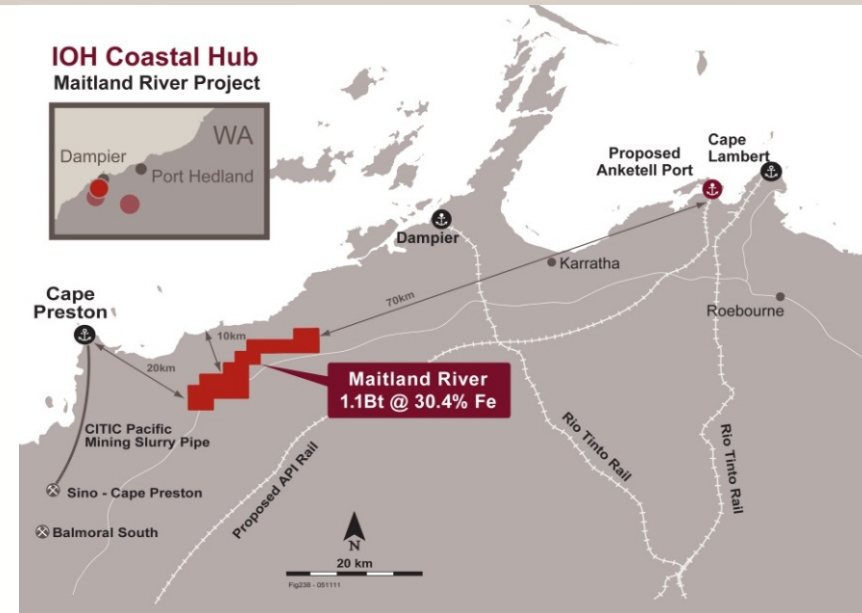 IOH Coastal Hub
Maitland River Project
WA
Dampier
Port Hedland
Proposed
Anketell Port
Cape
Lambert
Dampier
Karratha
Roebourne
Cape
Preston
70km
10km
20km
Maitland River
1.1Bt @ 30.4% Fe
CITIC Pacific
Mining Slurry Pipe
Sino - Cape Preston
Balmoral South
Proposed API Rail
Rio Tinto Rail
Rio Tinto Rail
N
20 km
Fig238 - 051111